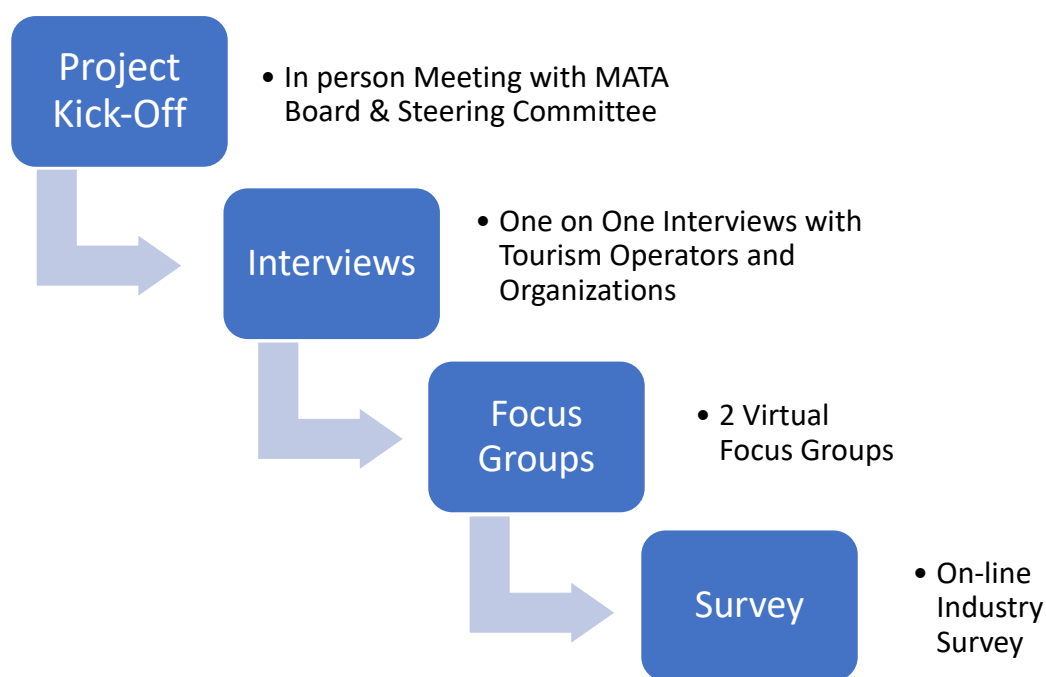 Project
Kick-Off
• In person Meeting with MATA
Board & Steering Committee
Interviews
• One on One Interviews with
Tourism Operators and
Organizations
Focus
Groups
• 2 Virtual
Focus Groups
Survey
• On-line
Industry
Survey